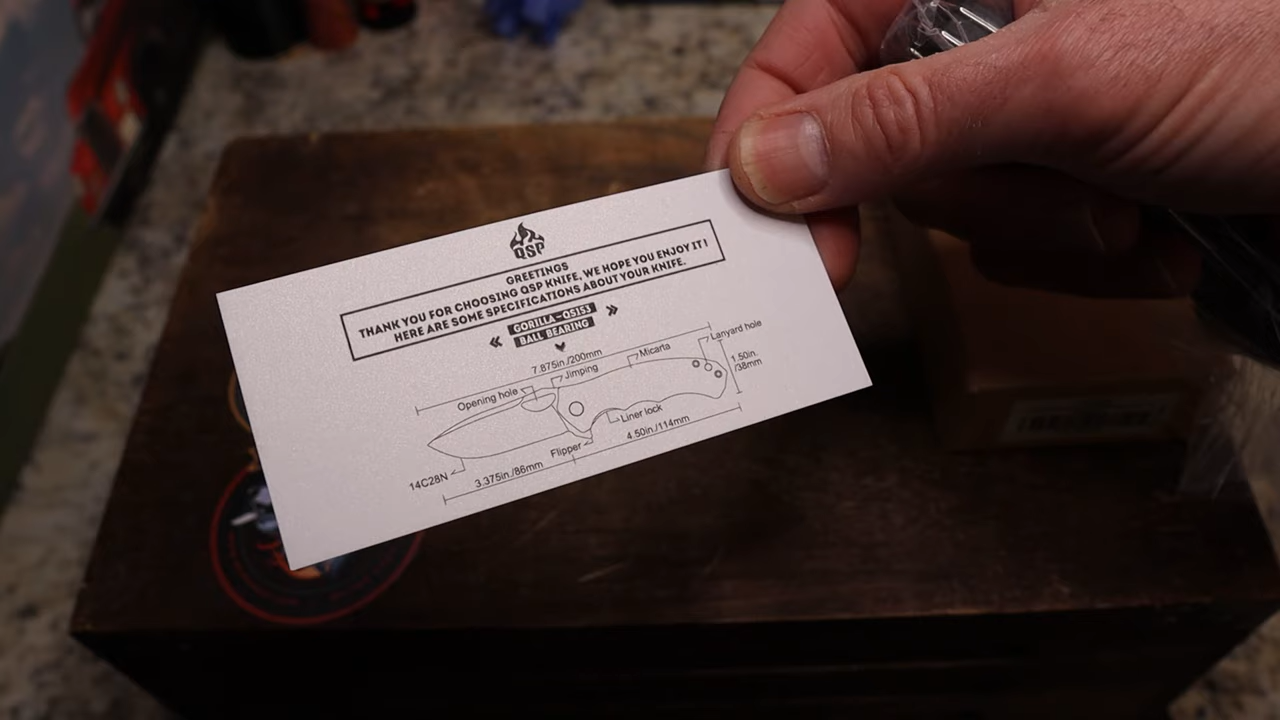 QSP
GREETINGS
THANK YOU FOR CHOOSING QSP KNIFE, WE HOPE YOU ENJOY IT!
HERE ARE SOME SPECIFICATIONS ABOUT YOUR KNIFE.
GORILLA-QS153
BALL BEARING
7.875in./200mm
Opening hole
Jimping
Micarta
Lanyard hole
1.50in.
/38mm
Liner lock
Flipper
4.50in./114mm
14C28N
3.375in./86mm